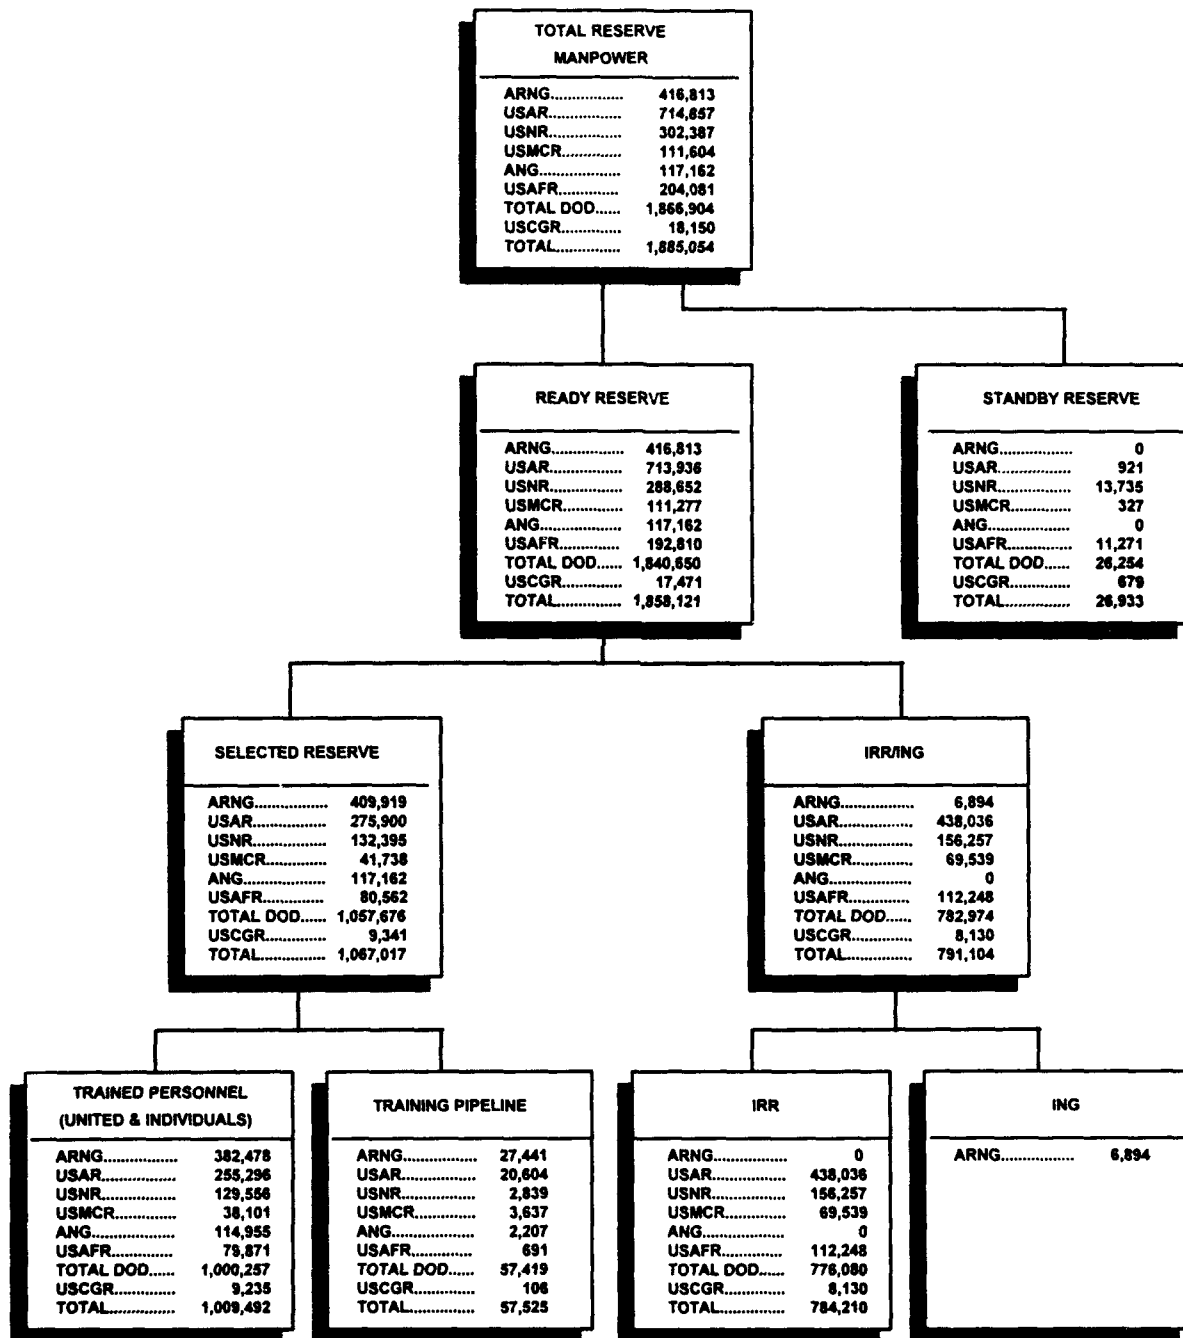 TOTAL RESERVE
MANPOWER
ARNG................. 416,813
USAR................. 714,857
USNR................. 302,387
USMCR.............. 111,604
ANG.................... 117,162
USAFR.............. 204,081
TOTAL DOD...... 1,866,904
USCGR.............. 18,150
TOTAL............... 1,885,054
READY RESERVE
ARNG................. 416,813
USAR................. 713,936
USNR................. 288,652
USMCR.............. 111,277
ANG.................... 117,162
USAFR.............. 192,810
TOTAL DOD...... 1,840,650
USCGR.............. 17,471
TOTAL............... 1,858,121
STANDBY RESERVE
ARNG................. 0
USAR................. 921
USNR................. 13,735
USMCR.............. 327
ANG.................... 0
USAFR.............. 11,271
TOTAL DOD...... 26,254
USCGR.............. 679
TOTAL............... 26,933
SELECTED RESERVE
ARNG................. 409,919
USAR................. 275,900
USNR................. 132,395
USMCR.............. 41,738
ANG.................... 117,162
USAFR.............. 80,562
TOTAL DOD...... 1,057,676
USCGR.............. 9,341
TOTAL............... 1,067,017
IRR/ING
ARNG................. 6,894
USAR................. 438,036
USNR................. 156,257
USMCR.............. 69,539
ANG.................... 0
USAFR.............. 112,248
TOTAL DOD...... 782,974
USCGR.............. 8,130
TOTAL............... 791,104
TRAINED PERSONNEL
(UNITED & INDIVIDUALS)
ARNG................. 382,478
USAR................. 255,296
USNR................. 129,556
USMCR.............. 38,101
ANG.................... 114,955
USAFR.............. 79,871
TOTAL DOD...... 1,000,257
USCGR.............. 9,235
TOTAL............... 1,009,492
TRAINING PIPELINE
ARNG................. 27,441
USAR................. 20,604
USNR................. 2,839
USMCR.............. 3,637
ANG.................... 2,207
USAFR.............. 691
TOTAL DOD...... 57,419
USCGR.............. 106
TOTAL............... 57,525
IRR
ARNG................. 0
USAR................. 438,036
USNR................. 156,257
USMCR.............. 69,539
ANG.................... 0
USAFR.............. 112,248
TOTAL DOD...... 776,080
USCGR.............. 8,130
TOTAL............... 784,210
ING
ARNG................. 6,894